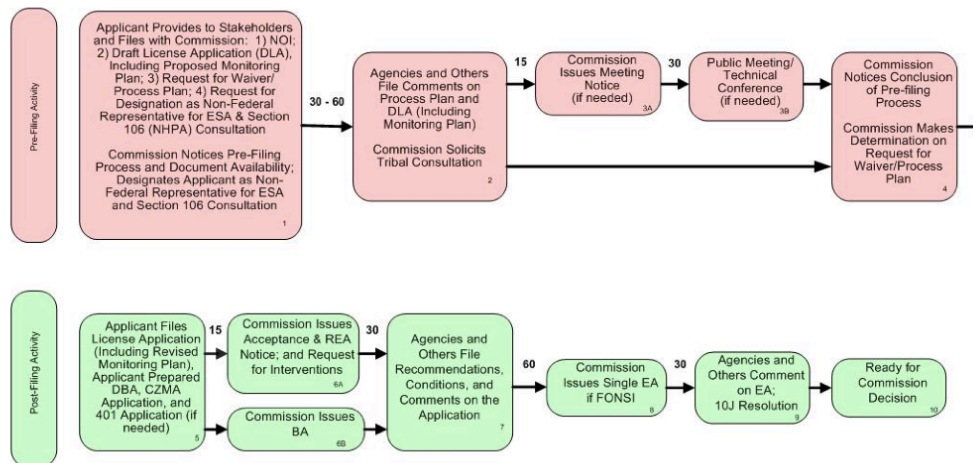 Pre-Filing Activity
Applicant Provides to Stakeholders
and Files with Commission: 1) NOI;
2) Draft License Application (DLA),
Including Proposed Monitoring
Plan; 3) Request for Waiver/
Process Plan; 4) Request for
Designation as Non-Federal
Representative for ESA & Section
106 (NHPA) Consultation
Commission Notices Pre-Filing
Process and Document Availability;
Designates Applicant as Non-
Federal Representative for ESA
and Section 106 Consultation
1
30 - 60
Agencies and Others
File Comments on
Process Plan and
DLA (Including
Monitoring Plan)
Commission Solicits
Tribal Consultation
2
15
Commission
Issues Meeting
Notice
(if needed)
3A
30
Public Meeting/
Technical
Conference
(if needed)
3B
Commission
Notices Conclusion
of Pre-filing
Process
Commission Makes
Determination on
Request for
Waiver/Process
Plan
4
Post-Filing Activity
Applicant Files
License Application
(Including Revised
Monitoring Plan),
Applicant Prepared
DBA, CZMA
Application, and
401 Application (if
needed)
5
15
Commission Issues
Acceptance & REA
Notice; and Request
for Interventions
6A
Commission Issues
BA
6B
30
Agencies and
Others File
Recommendations,
Conditions, and
Comments on the
Application
7
60
Commission
Issues Single EA
if FONSI
8
30
Agencies and
Others Comment
on EA;
10J Resolution
9
Ready for
Commission
Decision
10